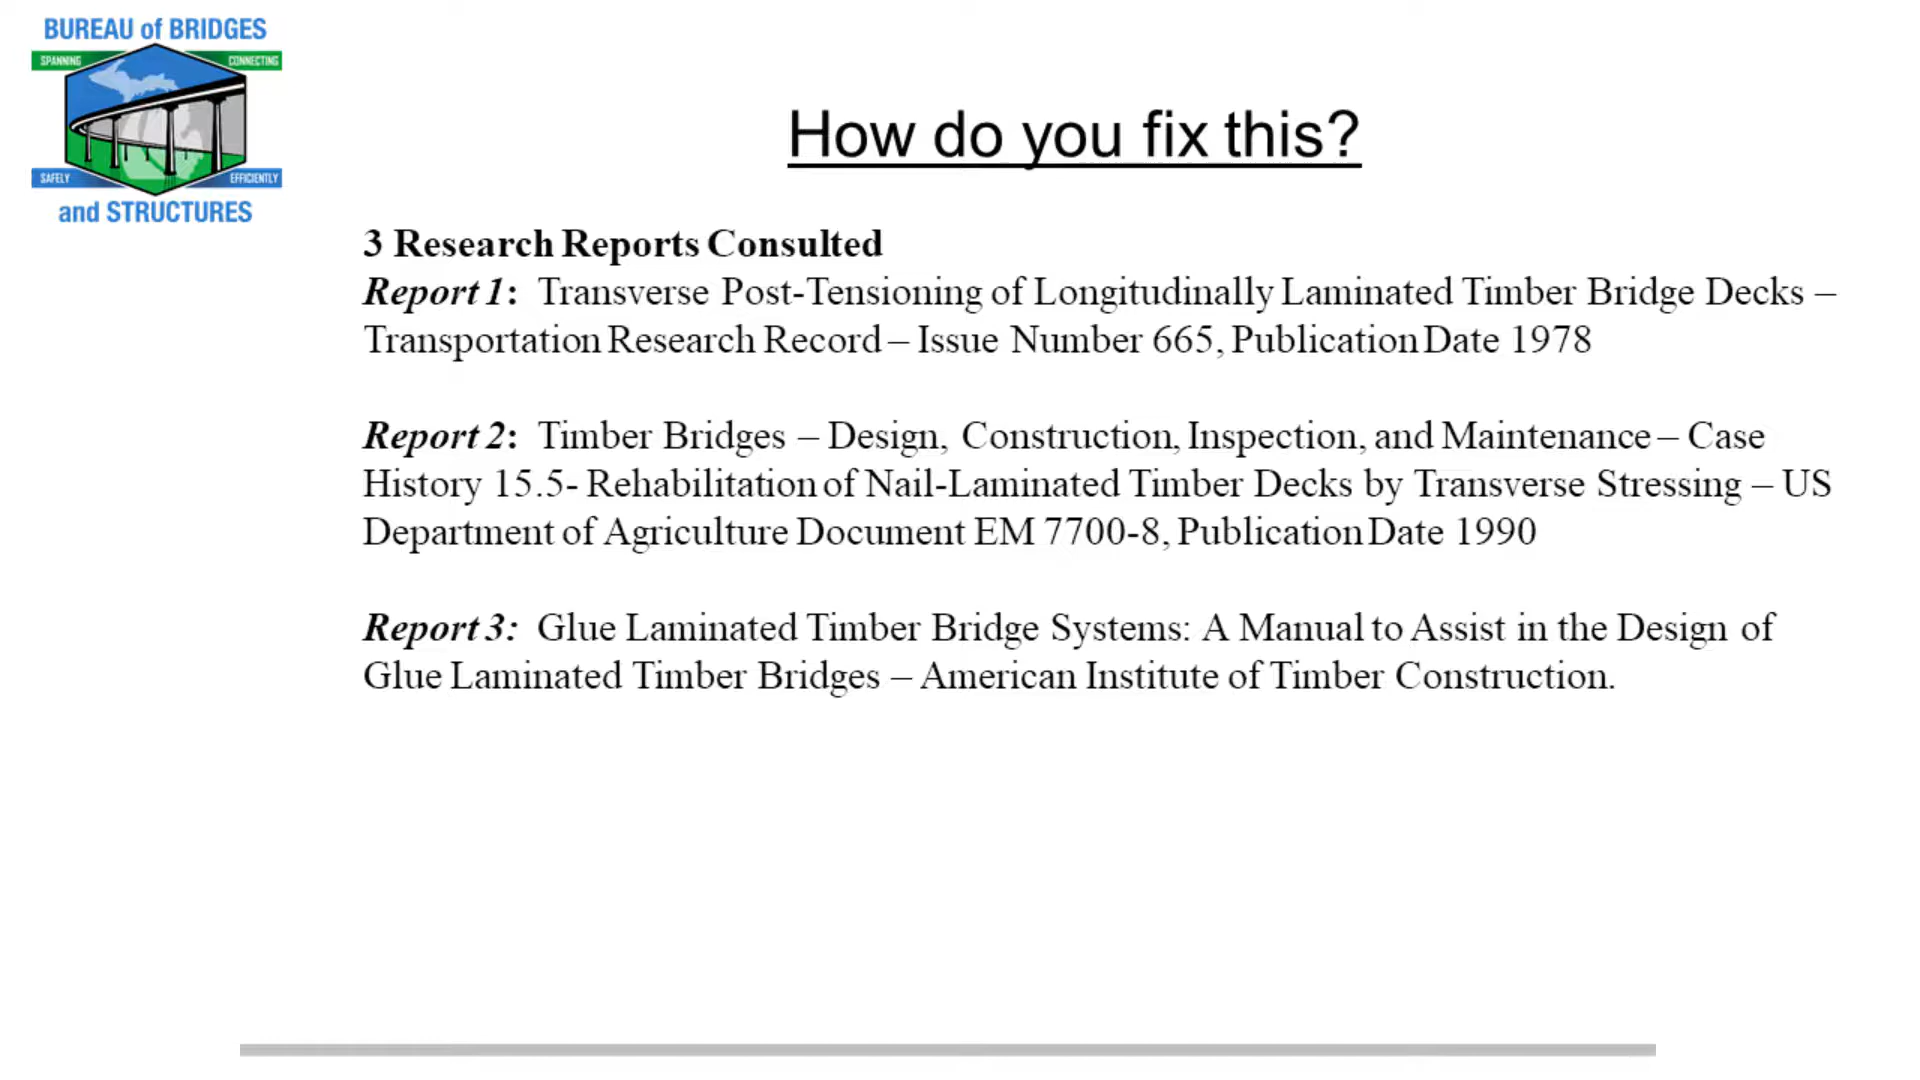 BUREAU of BRIDGES
SPANNING CONNECTING
SAFELY EFFICIENTLY
and STRUCTURES
How do you fix this?
3 Research Reports Consulted
Report 1: Transverse Post-Tensioning of Longitudinally Laminated Timber Bridge Decks –
Transportation Research Record – Issue Number 665, Publication Date 1978
Report 2: Timber Bridges – Design, Construction, Inspection, and Maintenance – Case
History 15.5- Rehabilitation of Nail-Laminated Timber Decks by Transverse Stressing – US
Department of Agriculture Document EM 7700-8, Publication Date 1990
Report 3: Glue Laminated Timber Bridge Systems: A Manual to Assist in the Design of
Glue Laminated Timber Bridges – American Institute of Timber Construction.